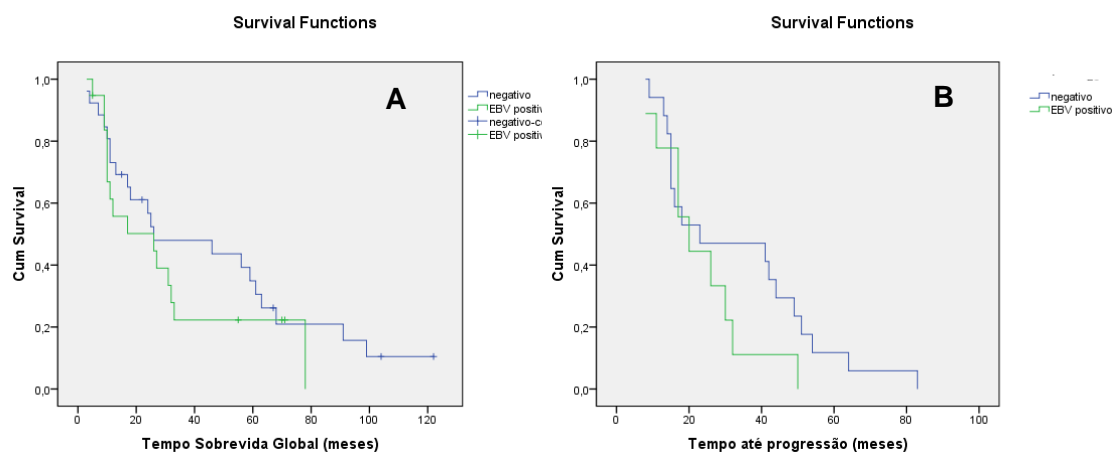 Survival Functions
A
negativo
EBV positiv
negativo-c
EBV positiv
Cum Survival
1,0
0,8
0,6
0,4
0,2
0,0
0 20 40 60 80 100 120
Tempo Sobrevida Global (meses)
Survival Functions
B
negativo
EBV positivo
Cum Survival
1,0
0,8
0,6
0,4
0,2
0,0
0 20 40 60 80 100
Tempo até progressão (meses)